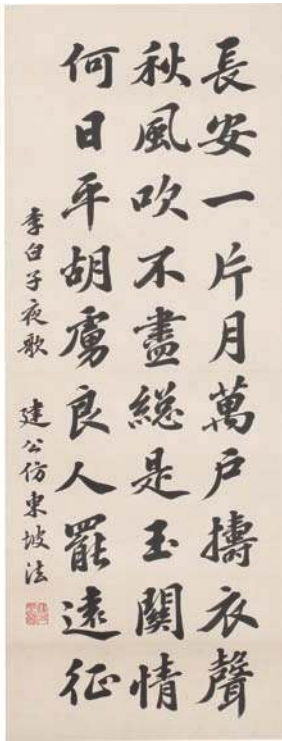 長安一片月萬户擣衣聲
秋風吹不盡總是玉關情
何日平胡虜良人罷遠征
李白子夜歌 建公仿東坡法